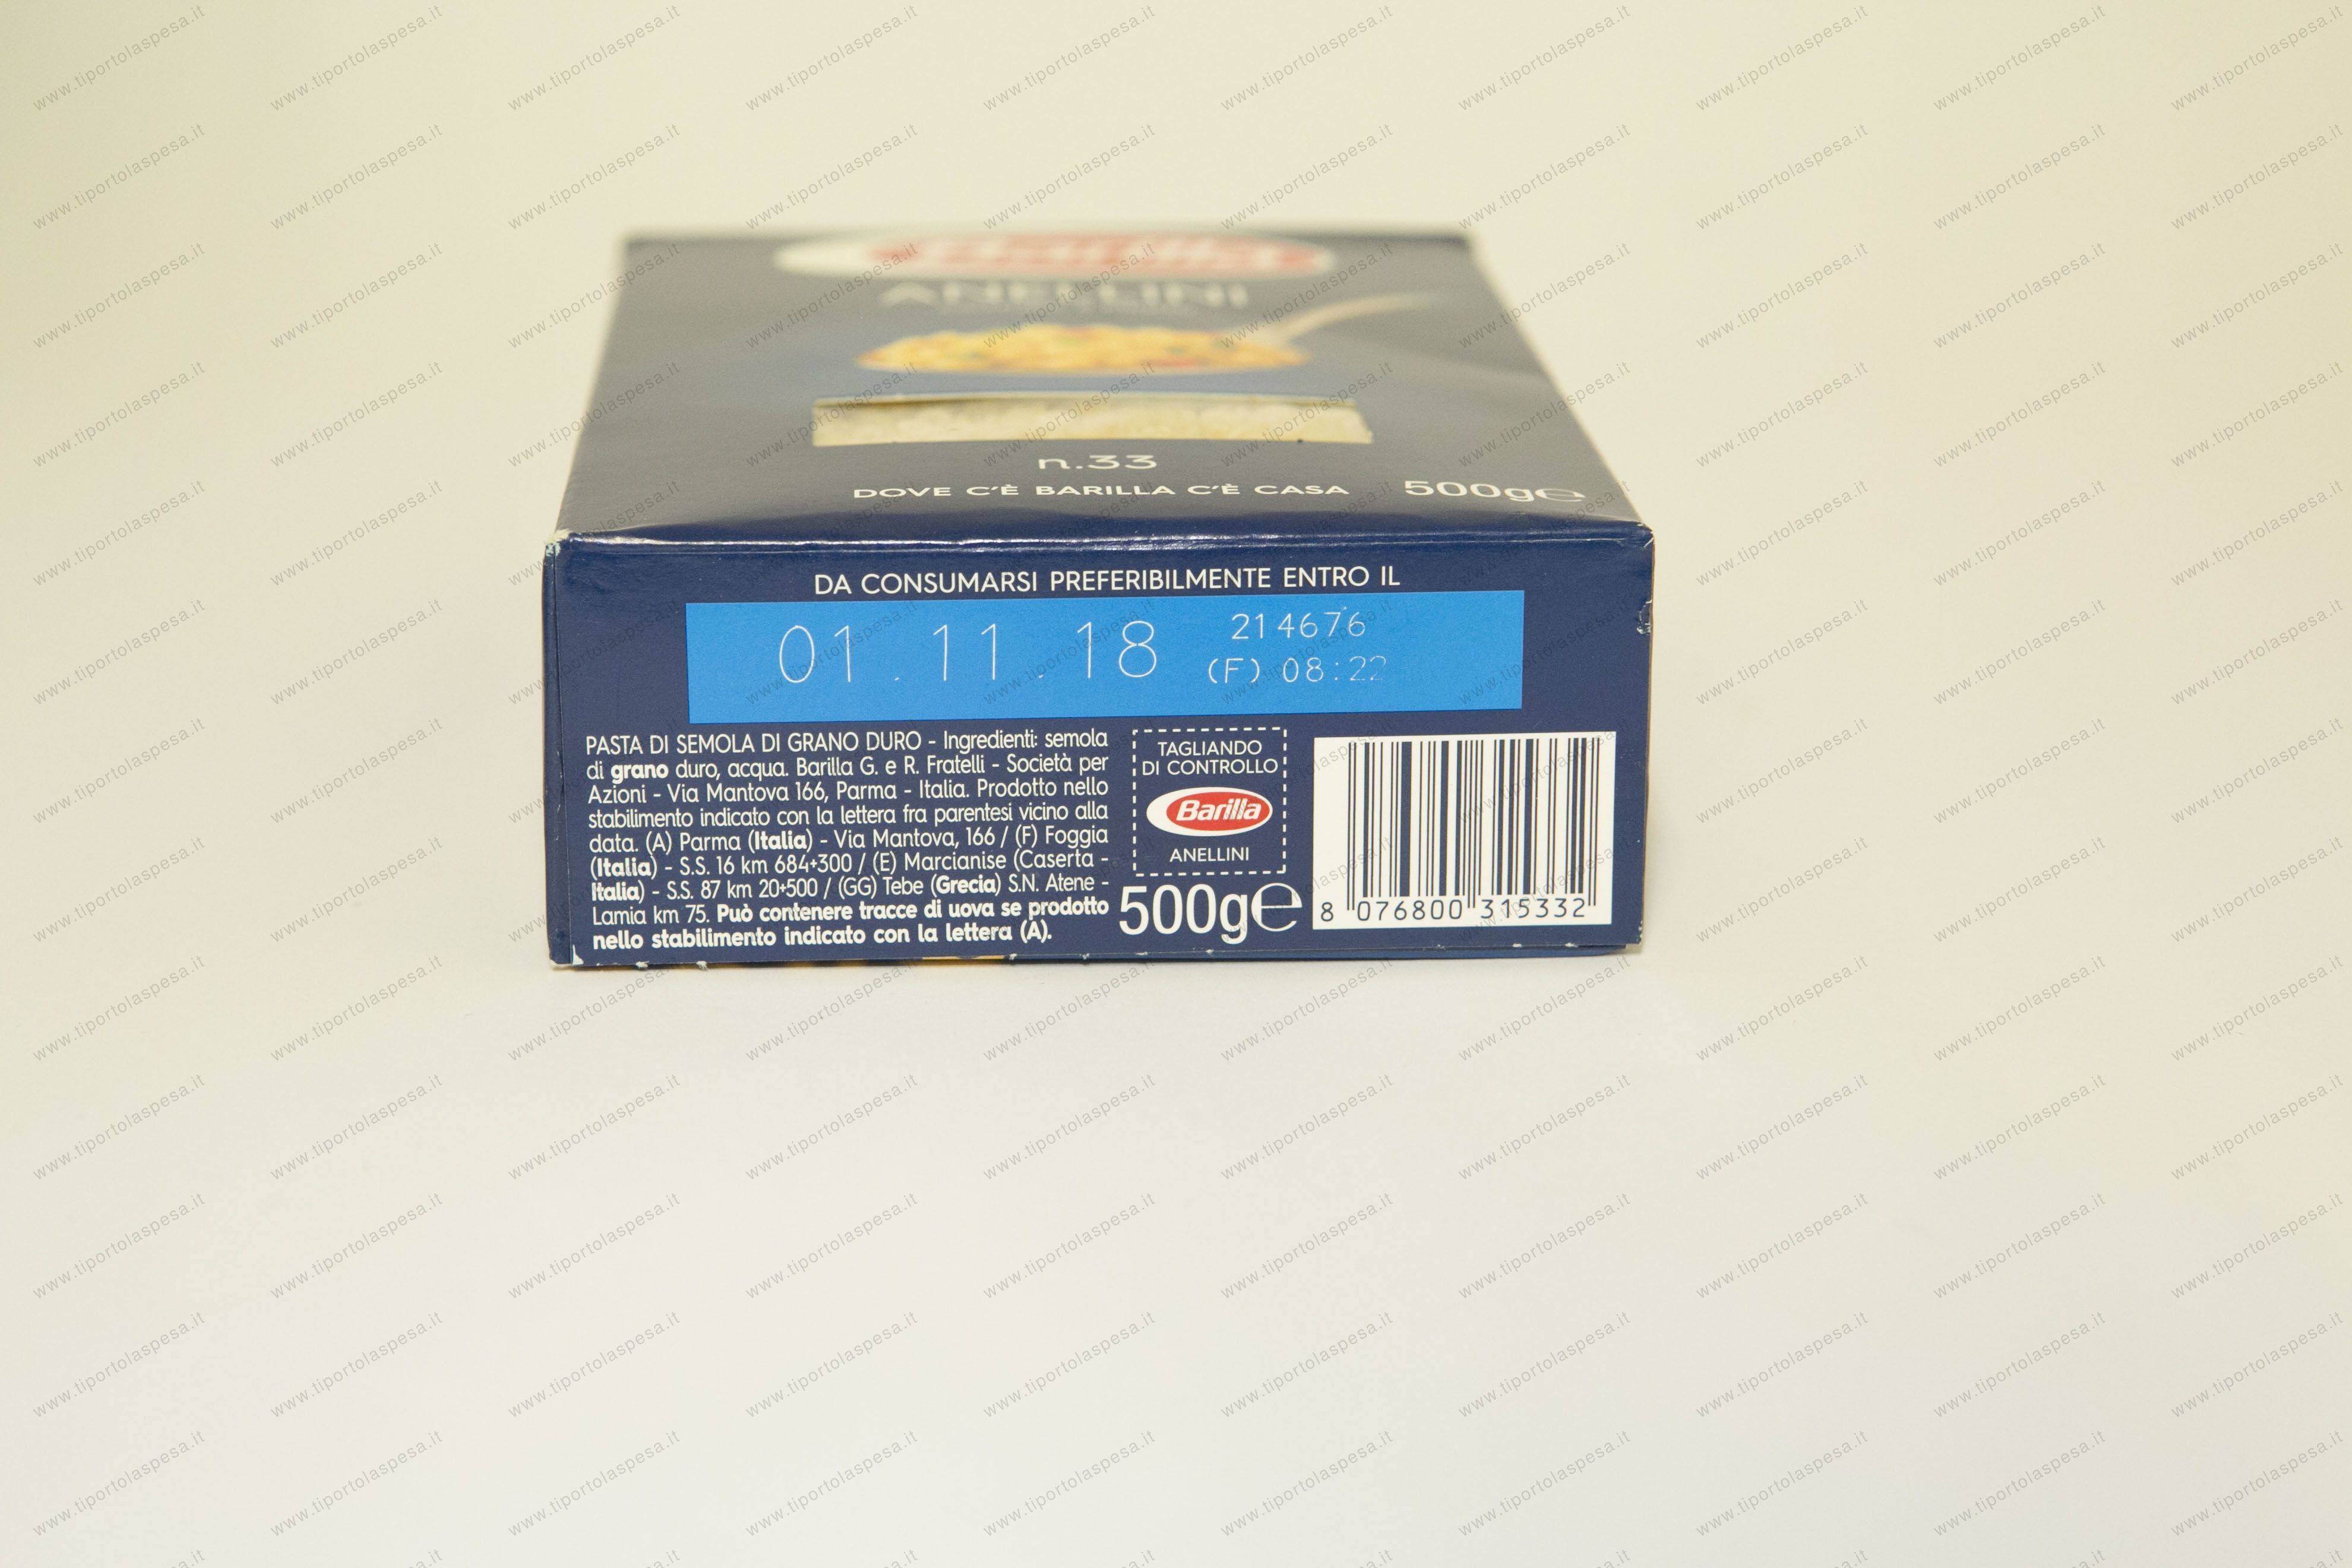 Barilla
ANELLINI
n.33
DOVE C'È BARILLA C'È CASA 500g℮
DA CONSUMARSI PREFERIBILMENTE ENTRO IL
01.11.18
214676
(F) 08:22
PASTA DI SEMOLA DI GRANO DURO - Ingredienti: semola
di grano duro, acqua. Barilla G. e R. Fratelli - Società per
Azioni - Via Mantova 166, Parma - Italia. Prodotto nello
stabilimento indicato con la lettera fra parentesi vicino alla
data. (A) Parma (Italia) - Via Mantova, 166 / (F) Foggia
(Italia) - S.S. 16 km 684+300 / (E) Marcianise (Caserta -
Italia) - S.S. 87 km 20+500 / (GG) Tebe (Grecia) S.N. Atene -
Lamia km 75. Può contenere tracce di uova se prodotto
nello stabilimento indicato con la lettera (A).
TAGLIANDO
DI CONTROLLO
Barilla
ANELLINI
500g℮
8 076800 315332
www.tiportolaspesa.it